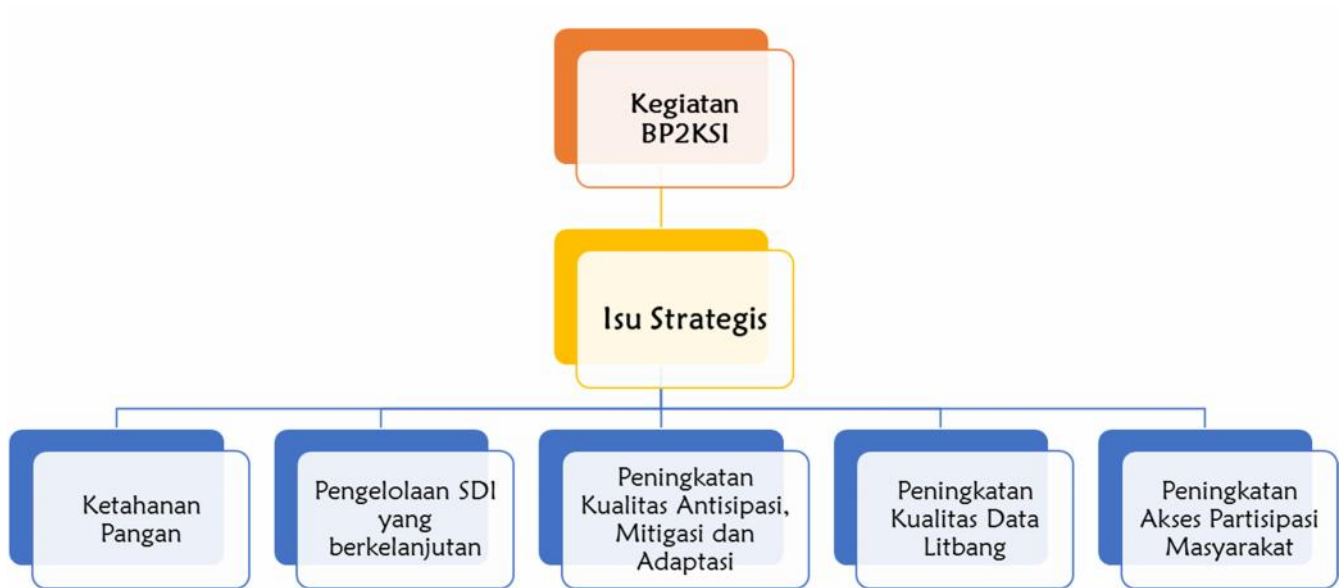 Kegiatan
BP2KSI
Isu Strategis
Ketahanan
Pangan
Pengelolaan SDI
yang
berkelanjutan
Peningkatan
Kualitas Antisipasi,
Mitigasi dan
Adaptasi
Peningkatan
Kualitas Data
Litbang
Peningkatan
Akses Partisipasi
Masyarakat